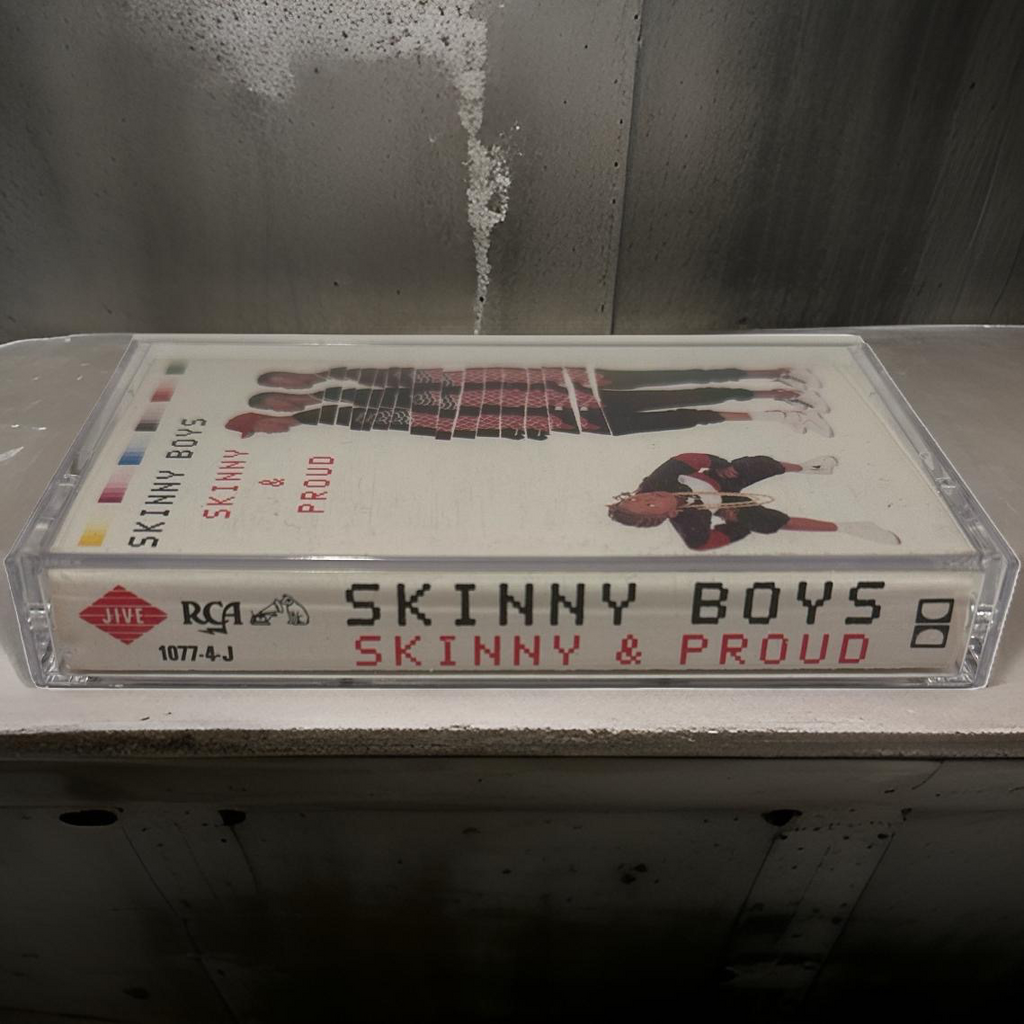 SKINNY BOYS
SKINNY
&
PROUD
JIVE
RCA
1077-4-J
SKINNY BOYS
SKINNY & PROUD